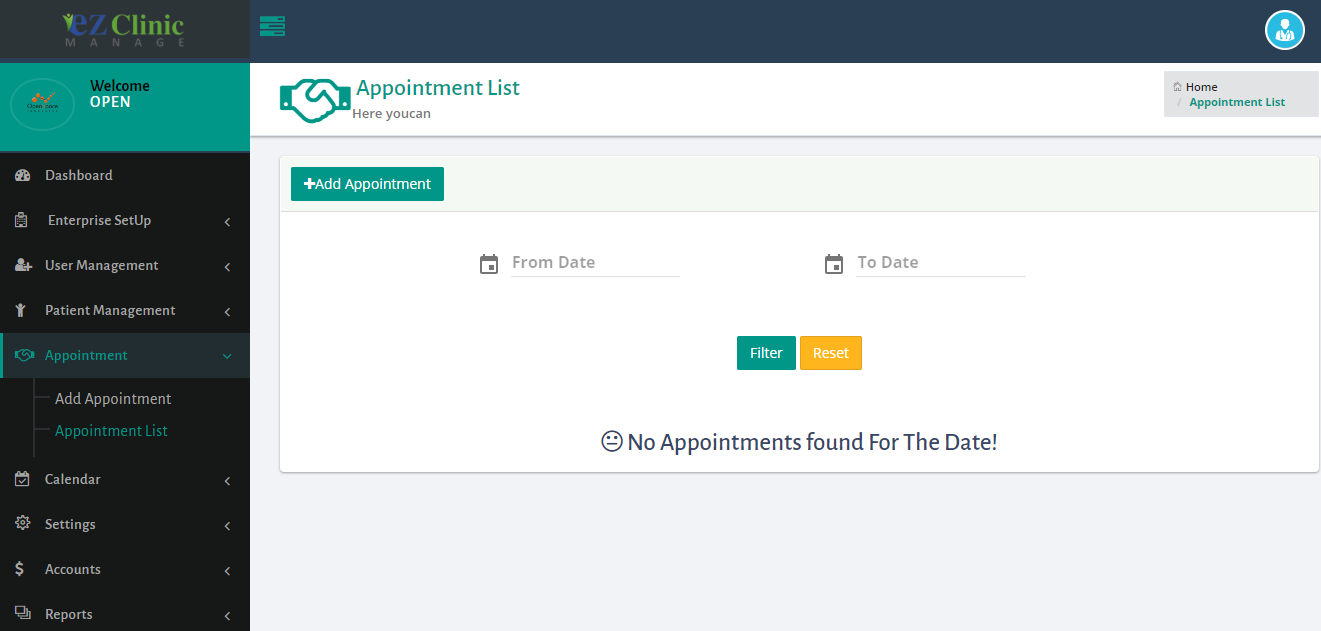 eZ Clinic
MANAGE
Welcome
OPEN
Dashboard
Enterprise SetUp
User Management
Patient Management
Appointment
Add Appointment
Appointment List
Calendar
Settings
Accounts
Reports
Appointment List
Here youcan
Home
/ Appointment List
+Add Appointment
From Date
To Date
Filter
Reset
No Appointments found For The Date!